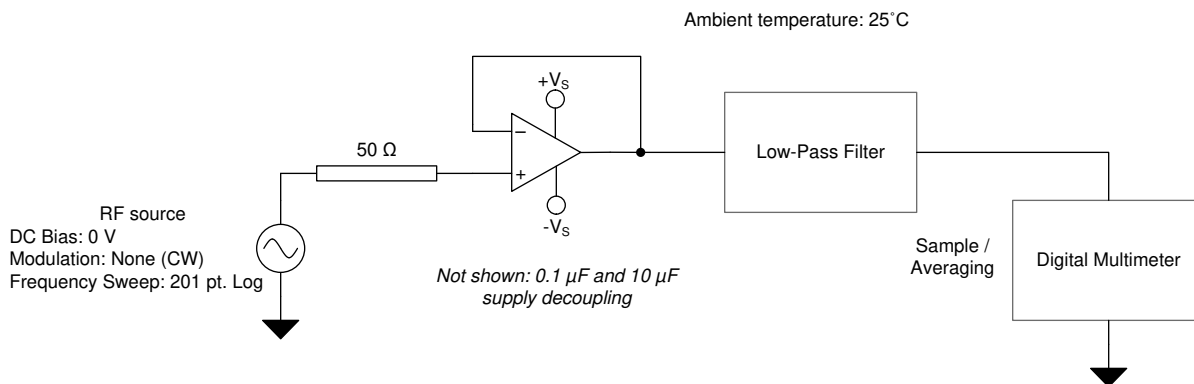 Ambient temperature: 25˚C
+VS
−
50 Ω
+
Low-Pass Filter
-VS
RF source
DC Bias: 0 V
Modulation: None (CW)
Frequency Sweep: 201 pt. Log
Not shown: 0.1 µF and 10 µF
supply decoupling
Sample /
Averaging
Digital Multimeter